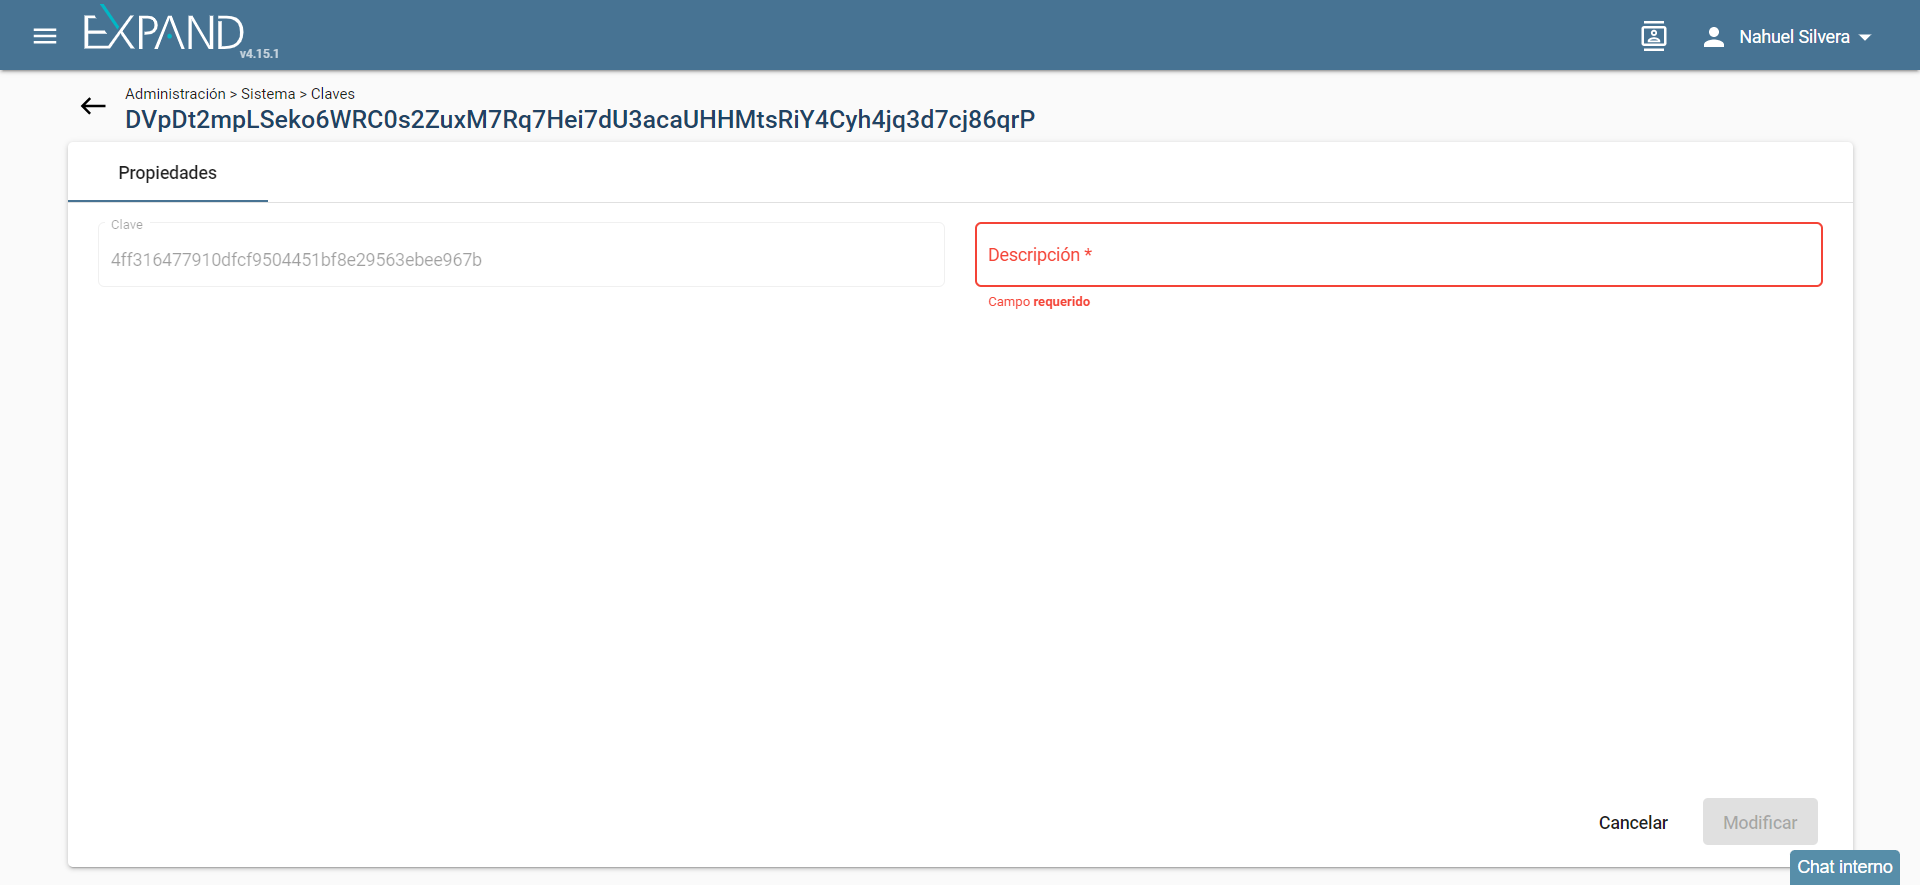 EXPAND
v4.15.1
Nahuel Silvera
Administración > Sistema > Claves
DVpDt2mpLSeko6WRC0s2ZuxM7Rq7Hei7dU3acaUHHMtsRiY4Cyh4jq3d7cj86qrP
Propiedades
Clave
4ff316477910dfcf9504451bf8e29563ebee967b
Descripción *
Campo requerido
Cancelar
Modificar
Chat interno